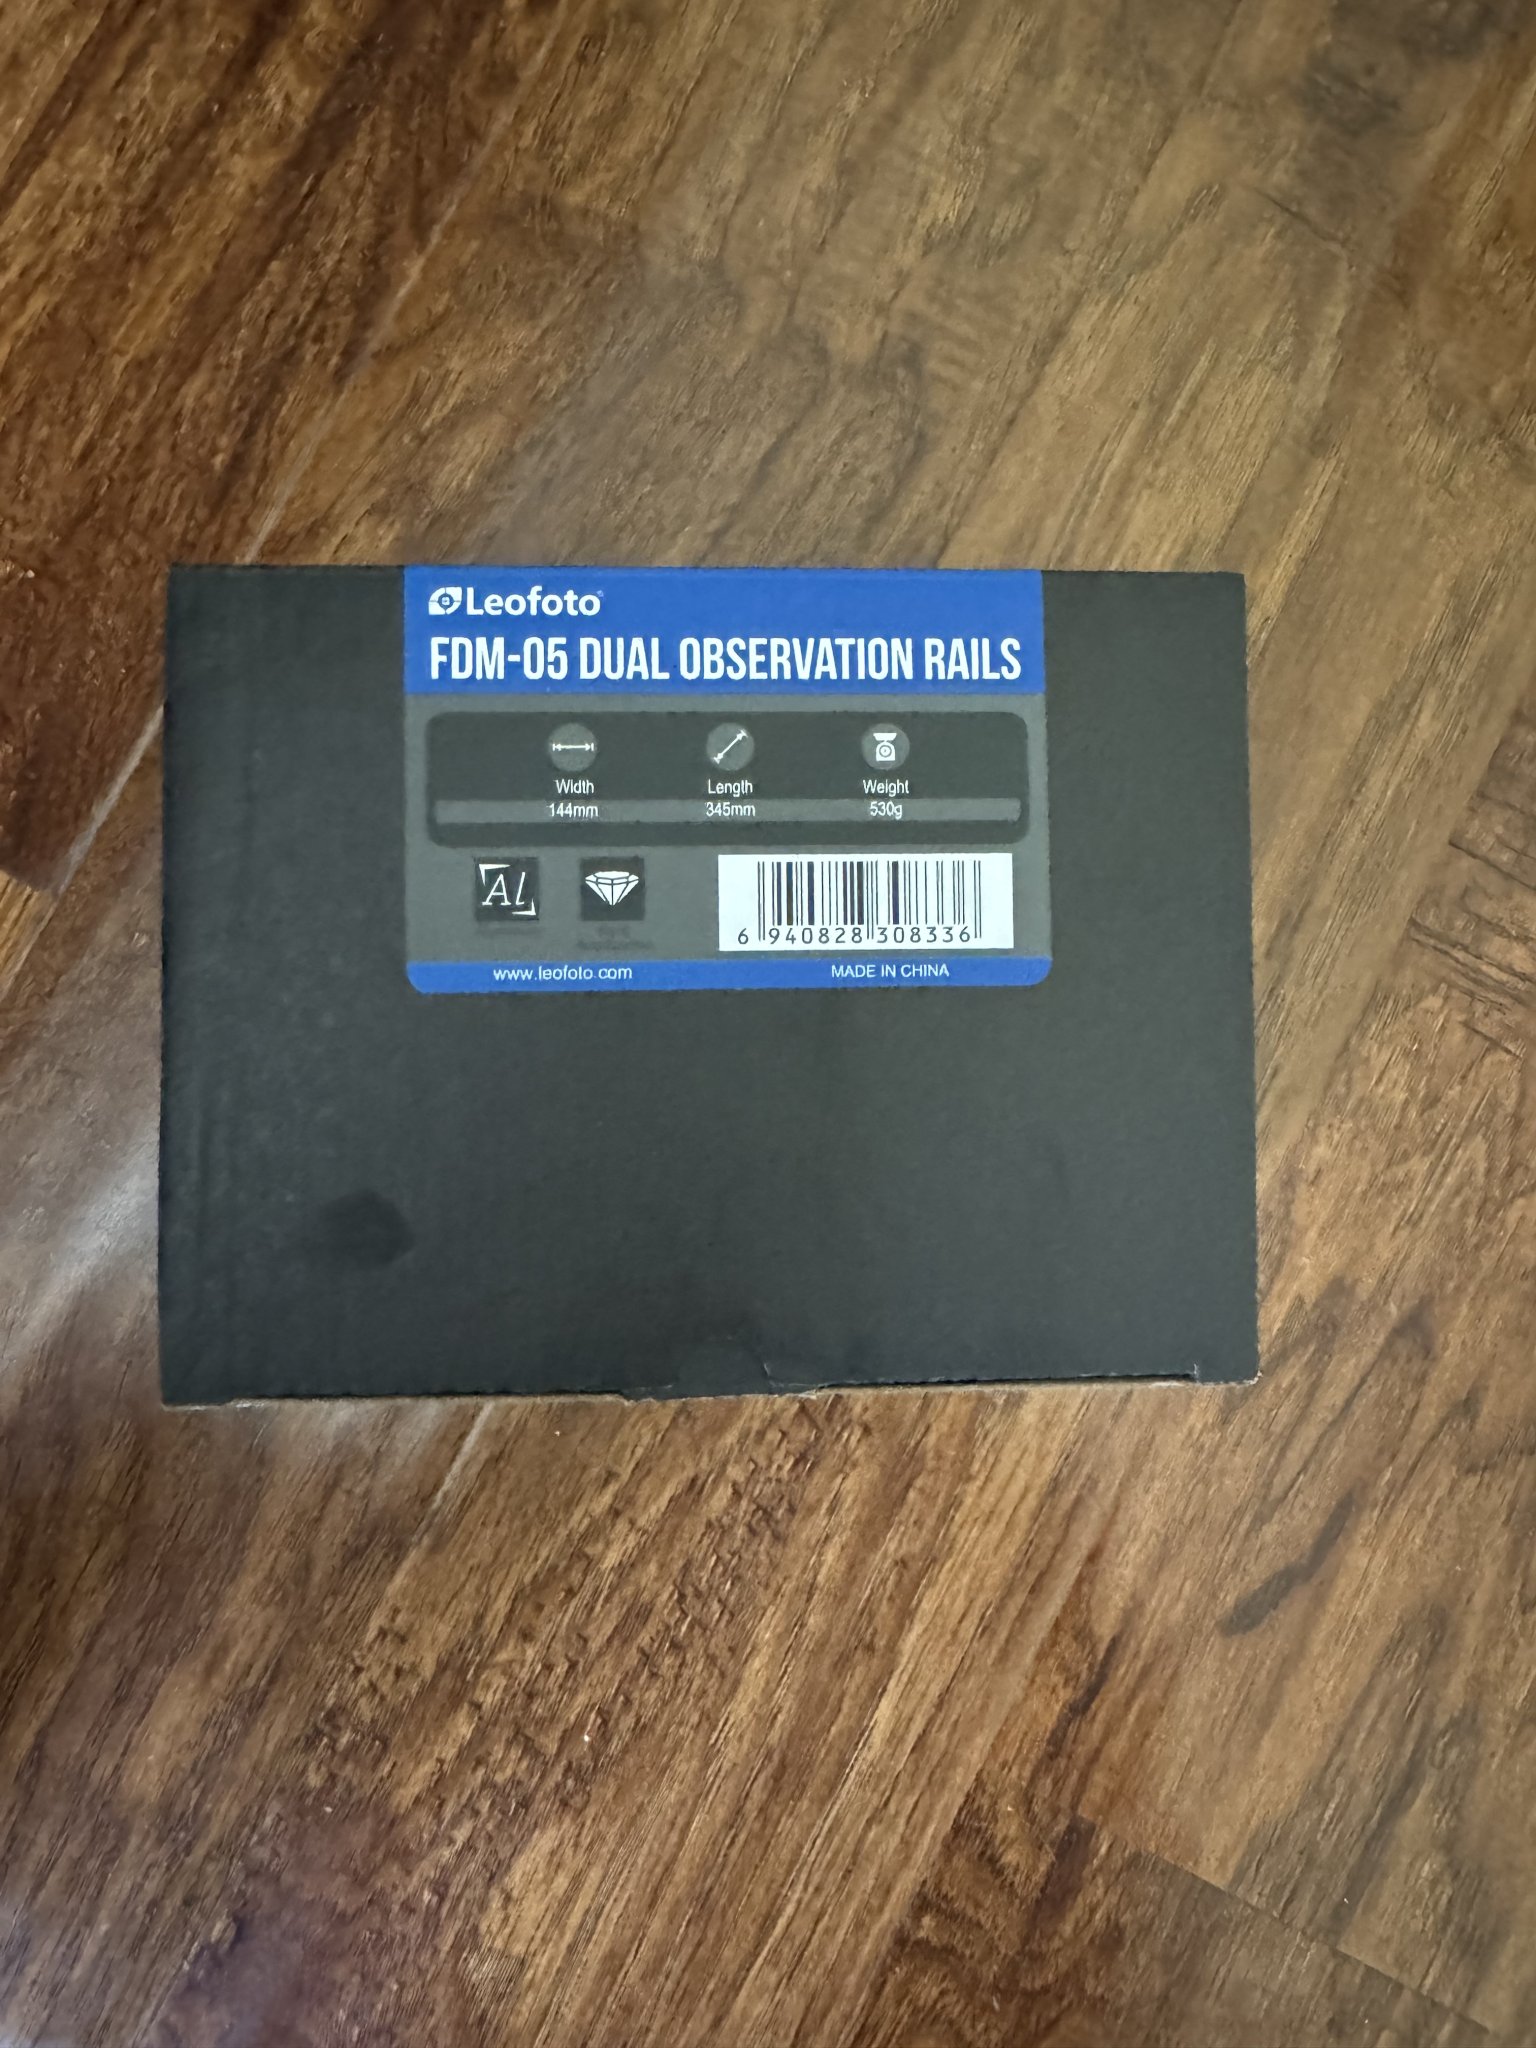 Leofoto
FDM-05 DUAL OBSERVATION RAILS
Width Length Weight
144mm 345mm 530g
Al
6 940828 308336
www.leofoto.com MADE IN CHINA